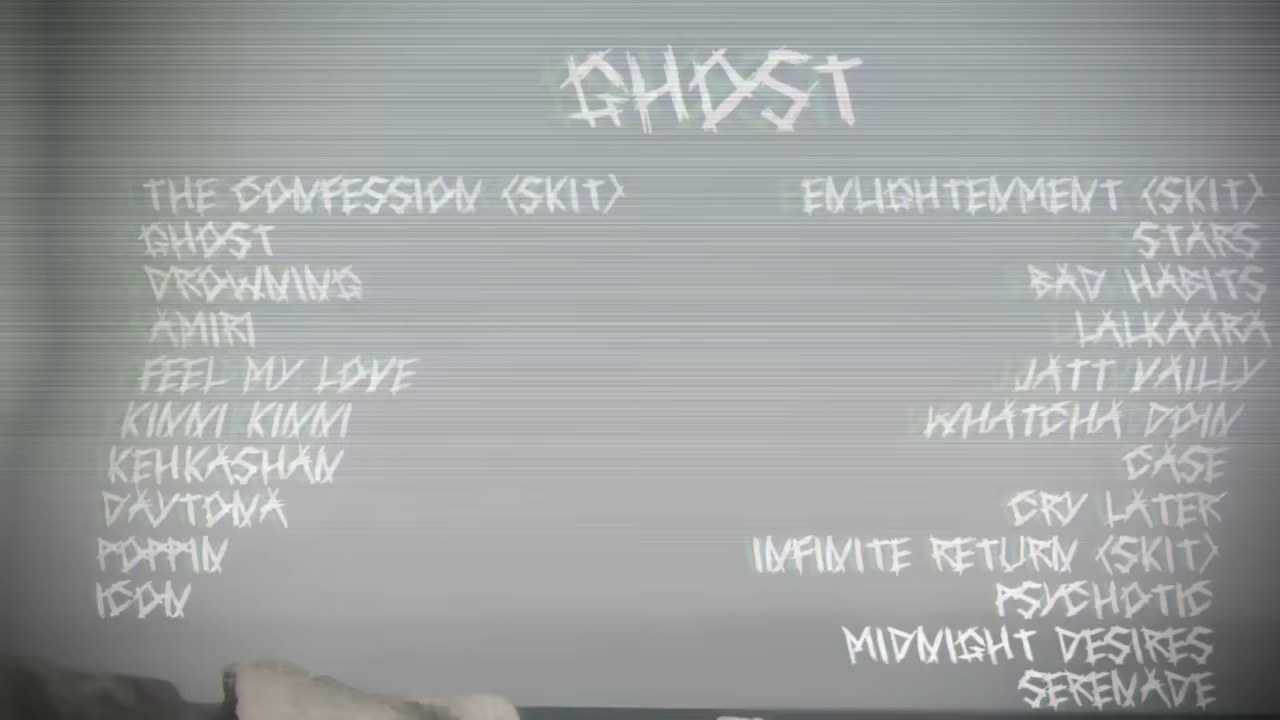 GHOST
THE CONFESSION (SKIT)
GHOST
DROWNING
AMIRI
FEEL MY LOVE
KINNI KINNI
KEHKASHAN
DAYTONA
POPPIN
ICON
ENLIGHTENMENT (SKIT)
STARS
BAD HABITS
LALKAARA
JATT VAILLY
WHATCHA DOIN
CASE
CRY LATER
INFINITE RETURN (SKIT)
PSYCHOTIC
MIDNIGHT DESIRES
SERENADE